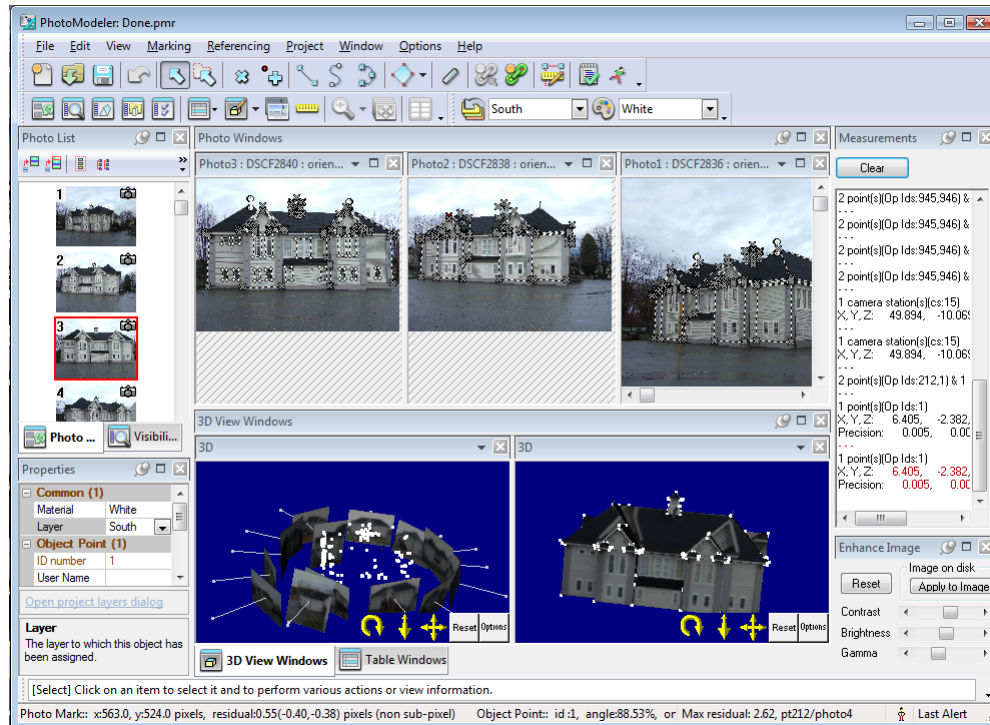 PhotoModeler: Done.pmr
File Edit View Marking Referencing Project Window Options Help
South White
Photo List
Photo Windows
Measurements
Photo3 : DSCF2840 : orien...
Photo2 : DSCF2838 : orien...
Photo1 : DSCF2836 : orien...
Clear
1
2
3
4
2 point(s)(Op Ids:945,946) &
...
2 point(s)(Op Ids:945,946) &
...
2 point(s)(Op Ids:945,946) &
...
2 point(s)(Op Ids:945,946) &
...
1 camera station(s)(cs:15)
X, Y, Z: 49.894, -10.069
...
1 camera station(s)(cs:15)
X, Y, Z: 49.894, -10.069
...
2 point(s)(Op Ids:212,1) & 1
...
1 point(s)(Op Ids:1)
X, Y, Z: 6.405, -2.382,
Precision: 0.005, 0.00
...
1 point(s)(Op Ids:1)
X, Y, Z: 6.405, -2.382,
Precision: 0.005, 0.00
Photo ... Visibili...
3D View Windows
3D
3D
Properties
Common (1)
Material White
Layer South
Object Point (1)
ID number 1
User Name
Open project layers dialog
Layer
The layer to which this object has
been assigned.
Reset Options
Reset Options
3D View Windows Table Windows
Enhance Image
Image on disk
Reset Apply to Image
Contrast
Brightness
Gamma
[Select] Click on an item to select it and to perform various actions or view information.
Photo Mark:: x:563.0, y:524.0 pixels, residual:0.55(-0.40,-0.38) pixels (non sub-pixel) Object Point:: id :1, angle:88.53%, or Max residual: 2.62, pt212/photo4 Last Alert